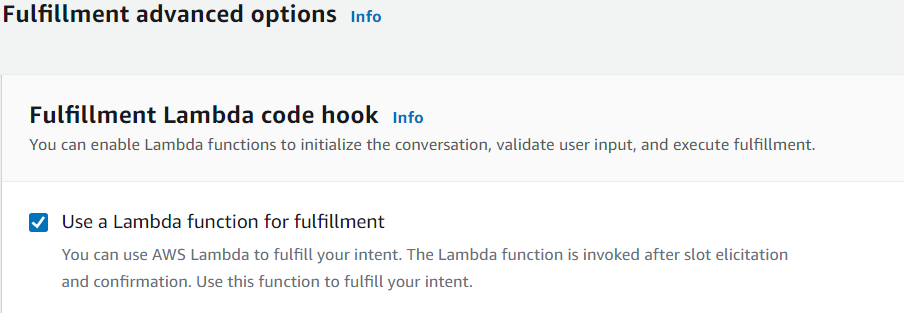 Fulfillment advanced options Info
Fulfillment Lambda code hook Info
You can enable Lambda functions to initialize the conversation, validate user input, and execute fulfillment.
Use a Lambda function for fulfillment
You can use AWS Lambda to fulfill your intent. The Lambda function is invoked after slot elicitation
and confirmation. Use this function to fulfill your intent.